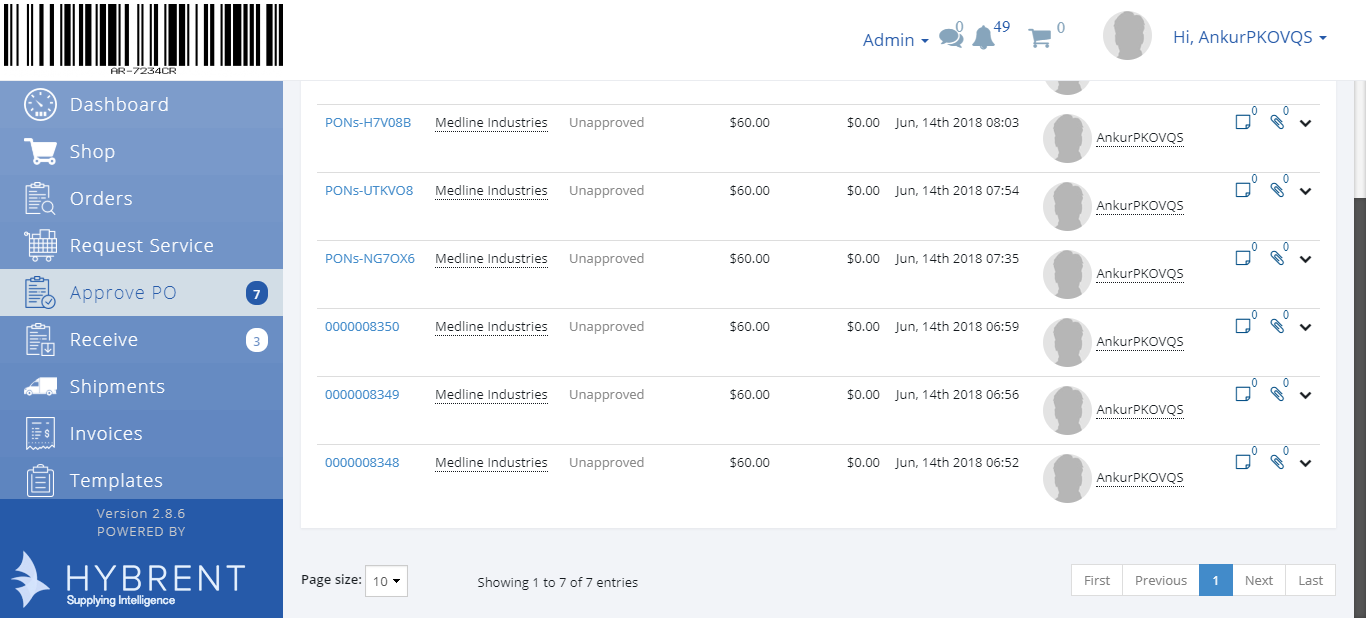 AR-7234CR
Admin 0 49 0 Hi, AnkurPKOVQS
Dashboard
Shop
Orders
Request Service
Approve PO 7
Receive 3
Shipments
Invoices
Templates
Version 2.8.6
POWERED BY
HYBRENT
Supplying Intelligence
PONs-H7V08B Medline Industries Unapproved $60.00 $0.00 Jun, 14th 2018 08:03 AnkurPKOVQS 0 0
PONs-UTKVO8 Medline Industries Unapproved $60.00 $0.00 Jun, 14th 2018 07:54 AnkurPKOVQS 0 0
PONs-NG7OX6 Medline Industries Unapproved $60.00 $0.00 Jun, 14th 2018 07:35 AnkurPKOVQS 0 0
0000008350 Medline Industries Unapproved $60.00 $0.00 Jun, 14th 2018 06:59 AnkurPKOVQS 0 0
0000008349 Medline Industries Unapproved $60.00 $0.00 Jun, 14th 2018 06:56 AnkurPKOVQS 0 0
0000008348 Medline Industries Unapproved $60.00 $0.00 Jun, 14th 2018 06:52 AnkurPKOVQS 0 0
Page size: 10 Showing 1 to 7 of 7 entries First Previous 1 Next Last